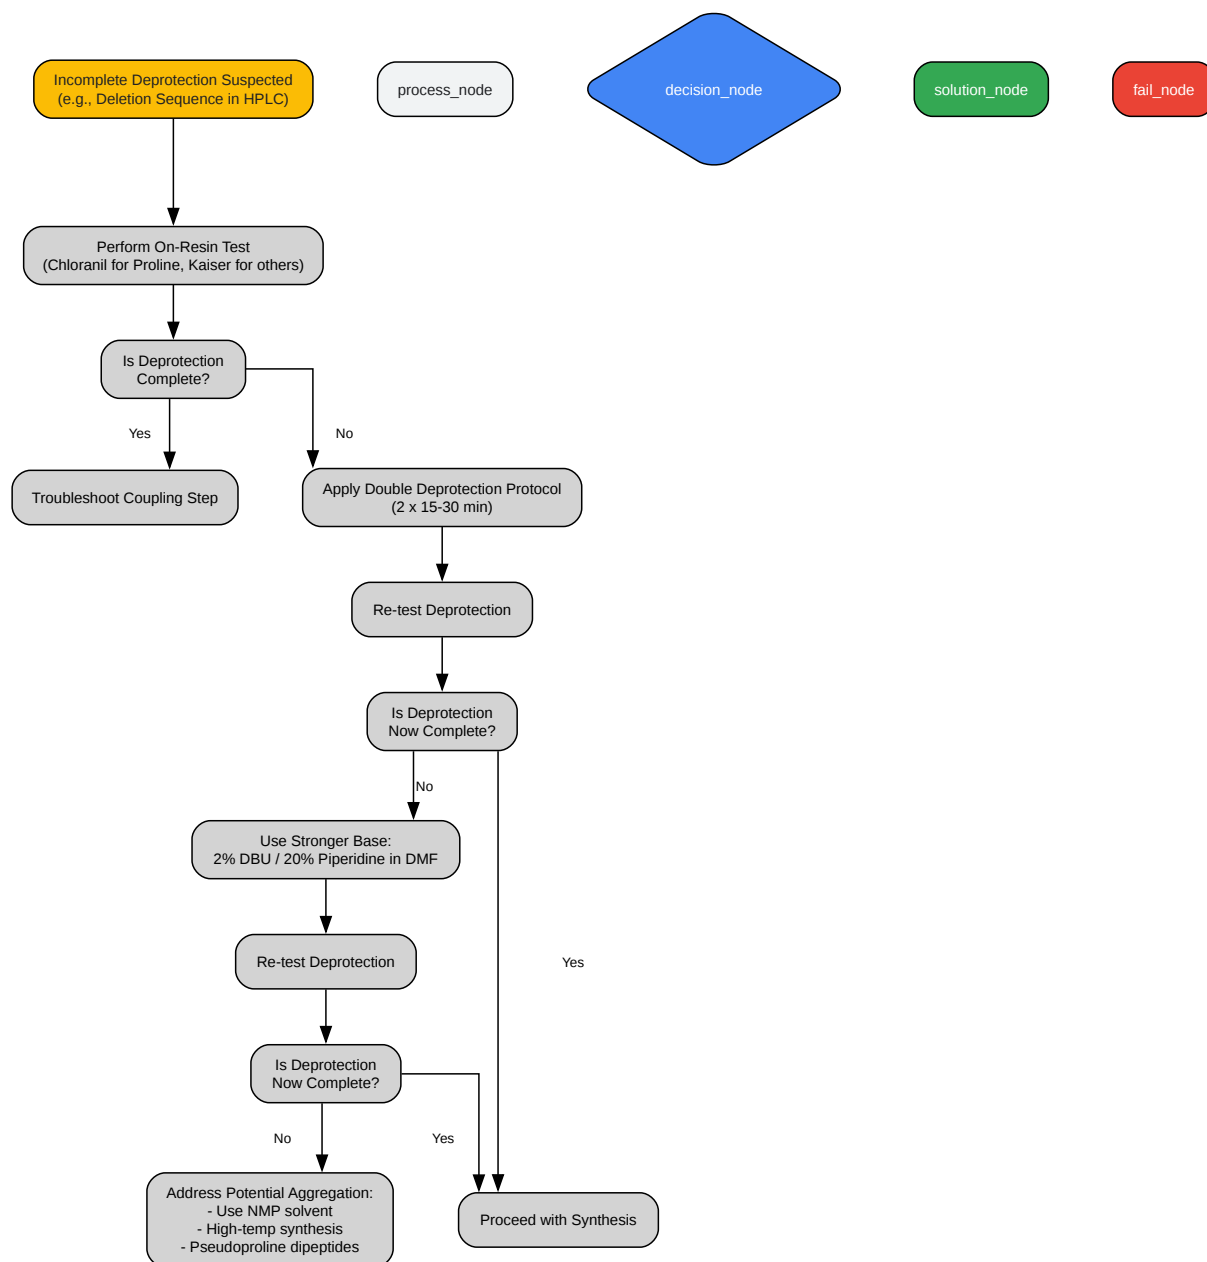 Incomplete Deprotection Suspected
(e.g., Deletion Sequence in HPLC)
process_node
decision_node
solution_node
fail_node
Perform On-Resin Test
(Chloranil for Proline, Kaiser for others)
Is Deprotection
Complete?
Yes
No
Troubleshoot Coupling Step
Apply Double Deprotection Protocol
(2 x 15-30 min)
Re-test Deprotection
Is Deprotection
Now Complete?
No
Use Stronger Base:
2% DBU / 20% Piperidine in DMF
Re-test Deprotection
Yes
Is Deprotection
Now Complete?
No
Yes
Address Potential Aggregation:
- Use NMP solvent
- High-temp synthesis
- Pseudoproline dipeptides
Proceed with Synthesis